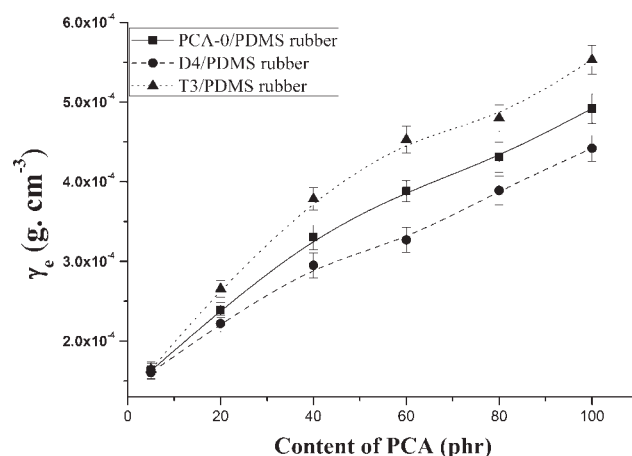 6.0x10⁻⁴
5.0x10⁻⁴
4.0x10⁻⁴
3.0x10⁻⁴
2.0x10⁻⁴
γₑ (g. cm⁻³)
PCA-0/PDMS rubber
D4/PDMS rubber
T3/PDMS rubber
0 20 40 60 80 100
Content of PCA (phr)